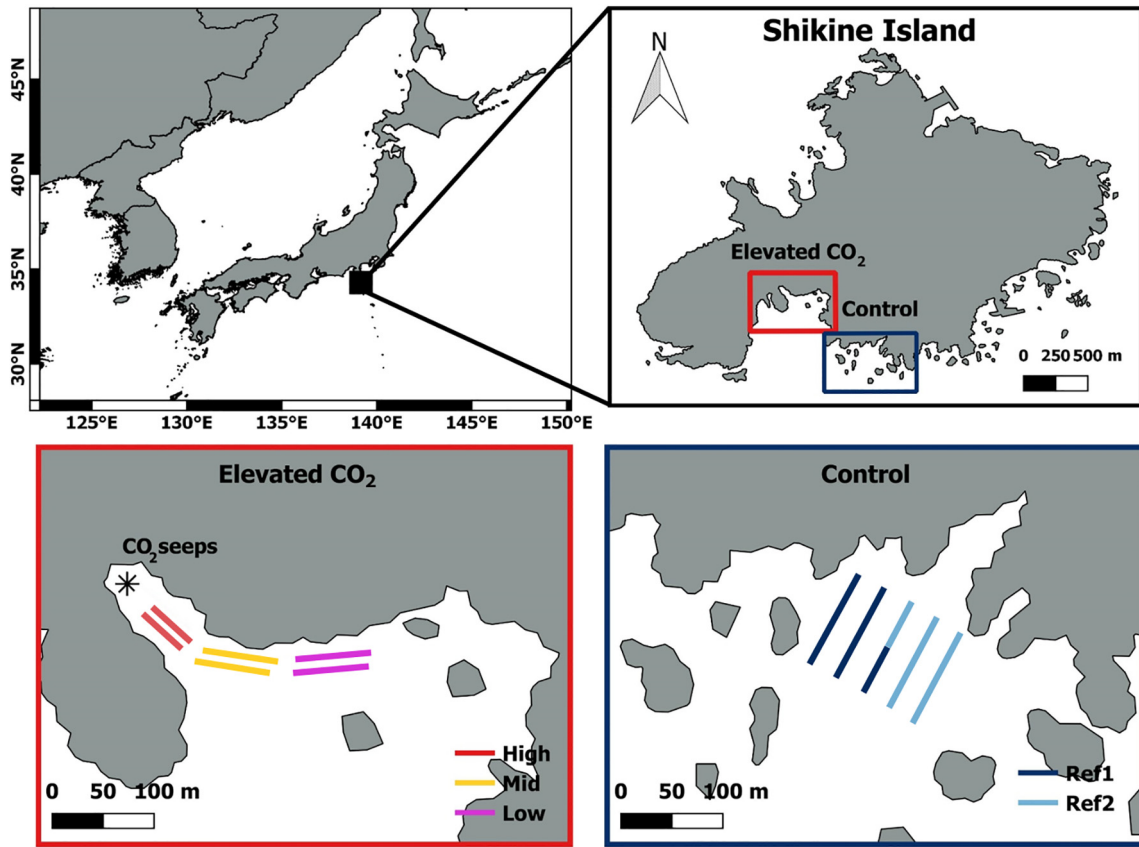 45°N
40°N
35°N
30°N
125°E 130°E 135°E 140°E 145°E 150°E
Shikine Island
N
Elevated CO₂
Control
0 250 500 m
Elevated CO₂
CO₂ seeps
High
Mid
Low
0 50 100 m
Control
Ref1
Ref2
0 50 100 m